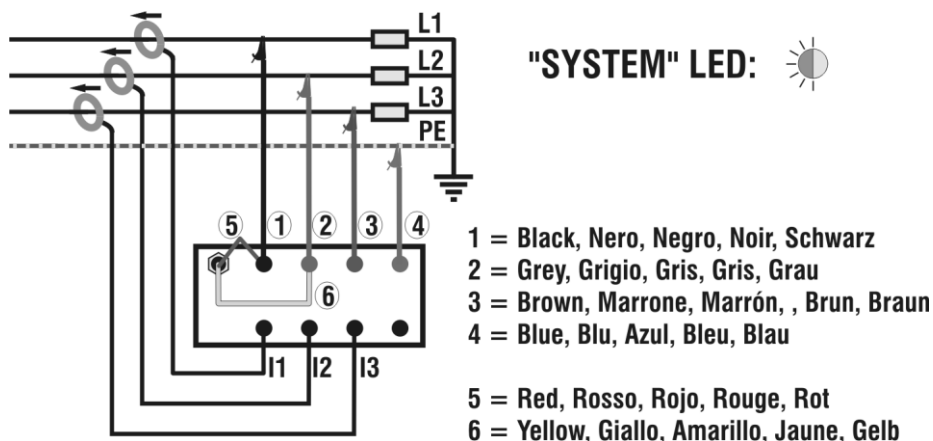 L1
"SYSTEM" LED:
L2
L3
PE
5 1 2 3 4
1 = Black, Nero, Negro, Noir, Schwarz
2 = Grey, Grigio, Gris, Gris, Grau
6
3 = Brown, Marrone, Marrón, , Brun, Braun
4 = Blue, Blu, Azul, Bleu, Blau
I1 I2 I3
5 = Red, Rosso, Rojo, Rouge, Rot
6 = Yellow, Giallo, Amarillo, Jaune, Gelb